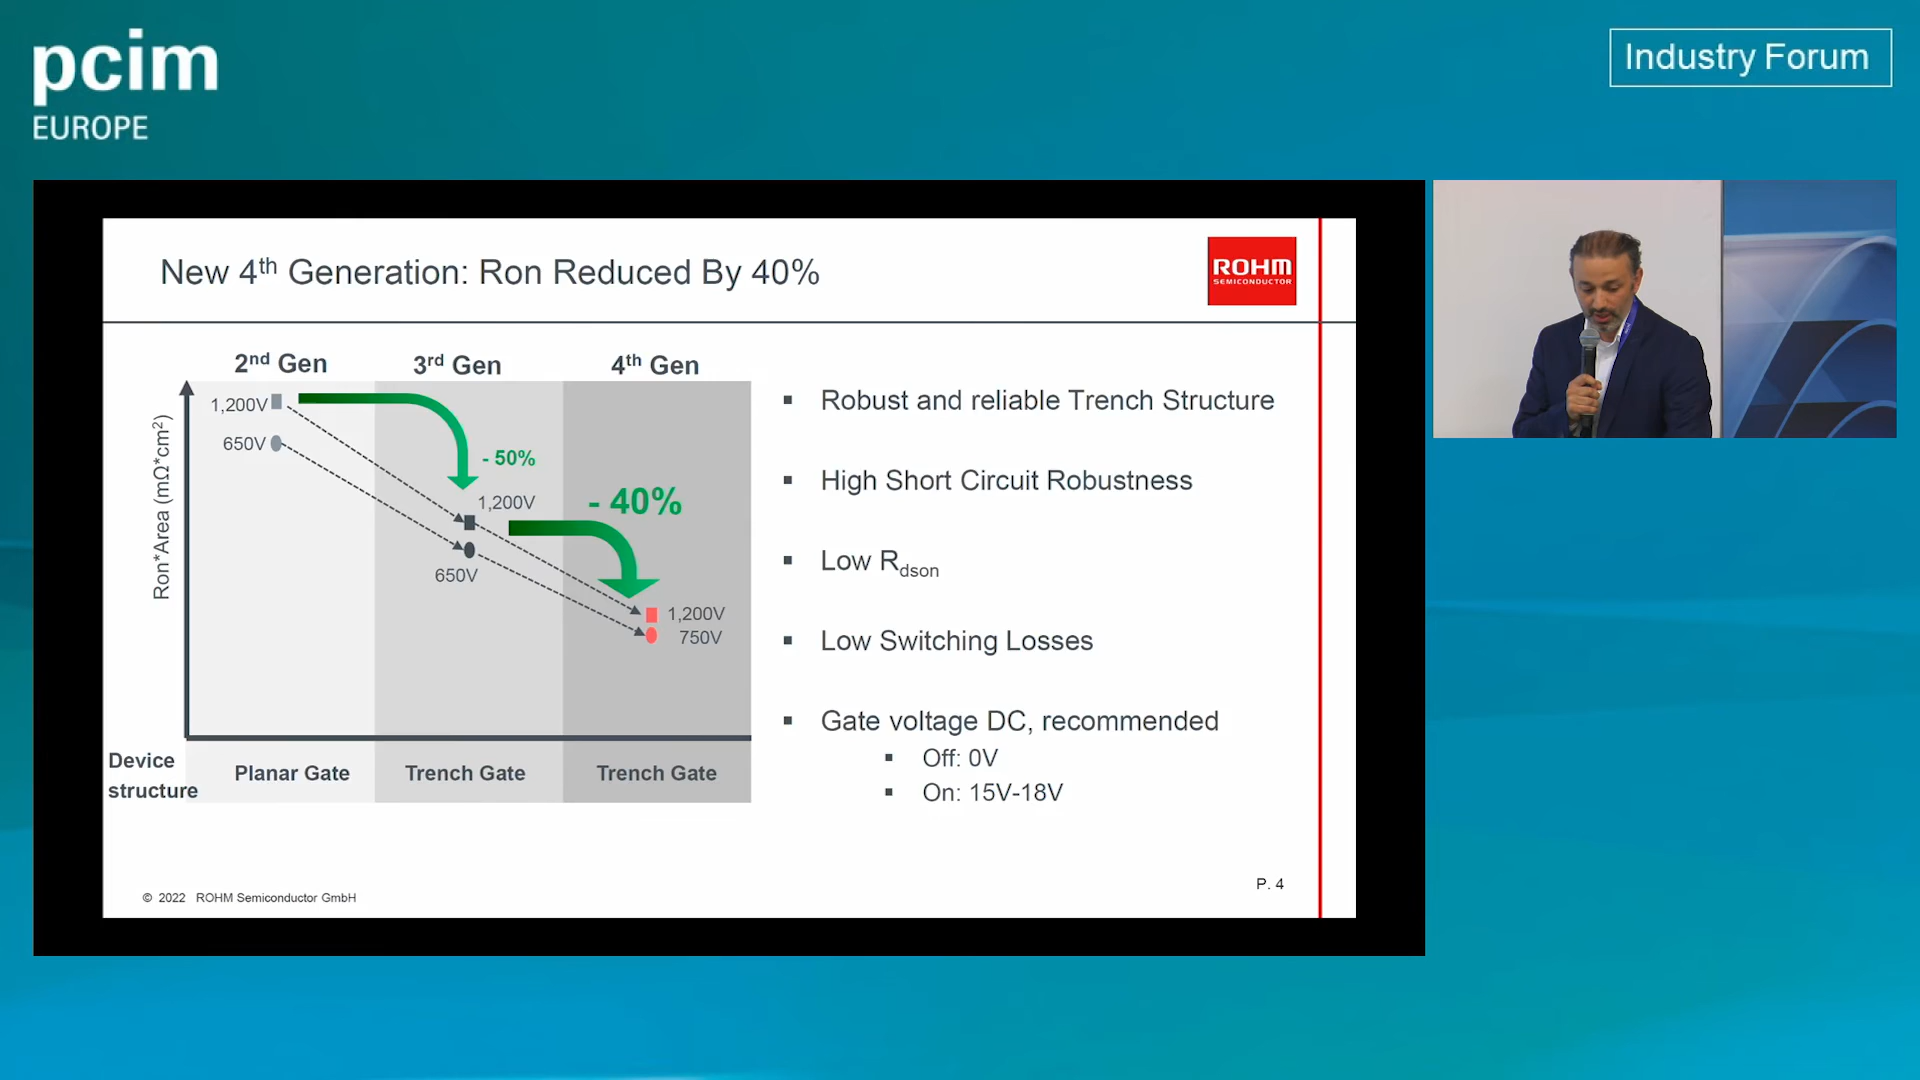 pcim
EUROPE
Industry Forum
New 4th Generation: Ron Reduced By 40%
ROHM
SEMICONDUCTOR
2nd Gen
3rd Gen
4th Gen
Ron*Area (mΩ*cm²)
1,200V
650V
- 50%
1,200V
650V
- 40%
1,200V
750V
Device
structure
Planar Gate
Trench Gate
Trench Gate
▪ Robust and reliable Trench Structure
▪ High Short Circuit Robustness
▪ Low Rdson
▪ Low Switching Losses
▪ Gate voltage DC, recommended
▪ Off: 0V
▪ On: 15V-18V
© 2022 ROHM Semiconductor GmbH
P. 4